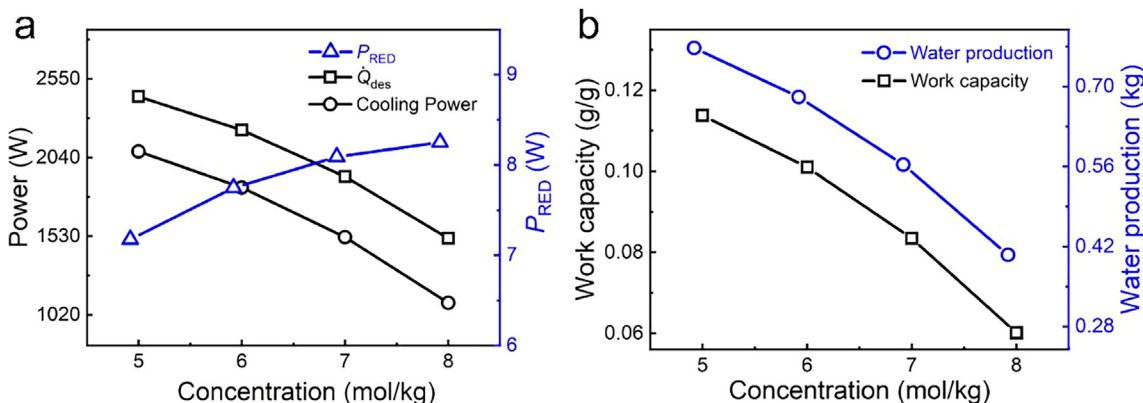 a
P_RED
Q̇_des
Cooling Power
Power (W)
2550
2040
1530
1020
9
8
7
6
P_RED (W)
5 6 7 8
Concentration (mol/kg)
b
Water production
Work capacity
Work capacity (g/g)
0.12
0.10
0.08
0.06
0.70
0.56
0.42
0.28
Water production (kg)
5 6 7 8
Concentration (mol/kg)